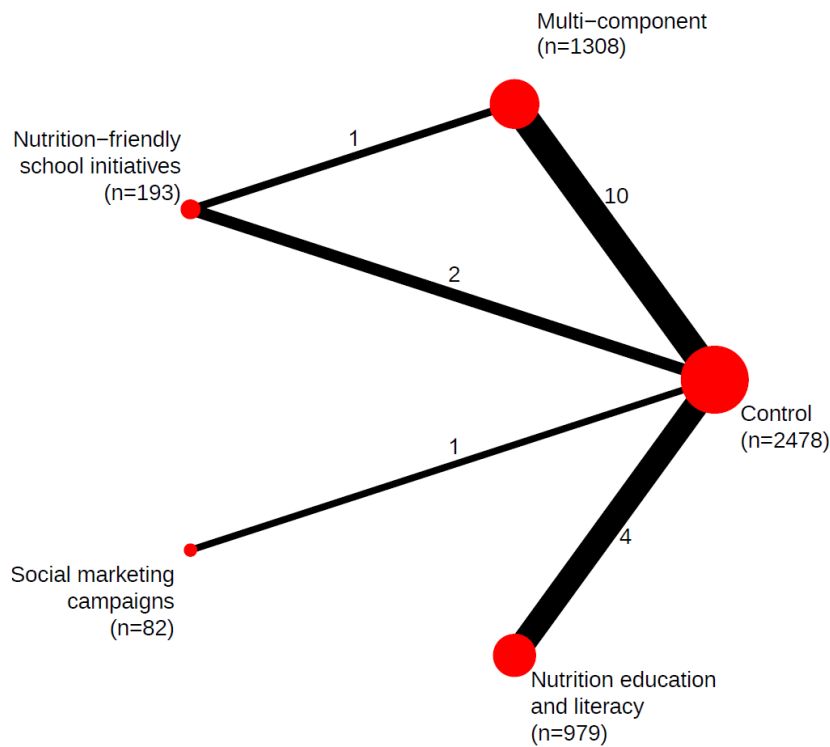 Multi−component
(n=1308)
Nutrition−friendly
school initiatives
(n=193)
1
10
2
Control
(n=2478)
1
4
Social marketing
campaigns
(n=82)
Nutrition education
and literacy
(n=979)